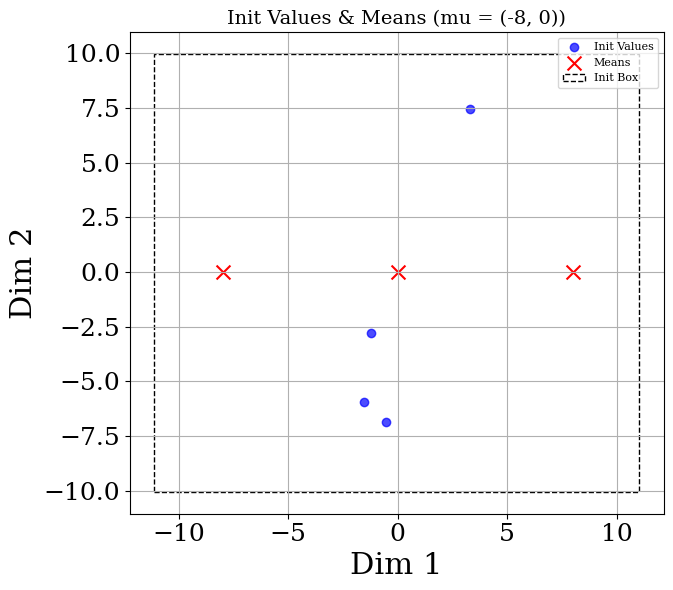 Init Values & Means (mu = (-8, 0))
Init Values
Means
Init Box
10.0
7.5
5.0
2.5
0.0
−2.5
−5.0
−7.5
−10.0
Dim 2
−10
−5
0
5
10
Dim 1